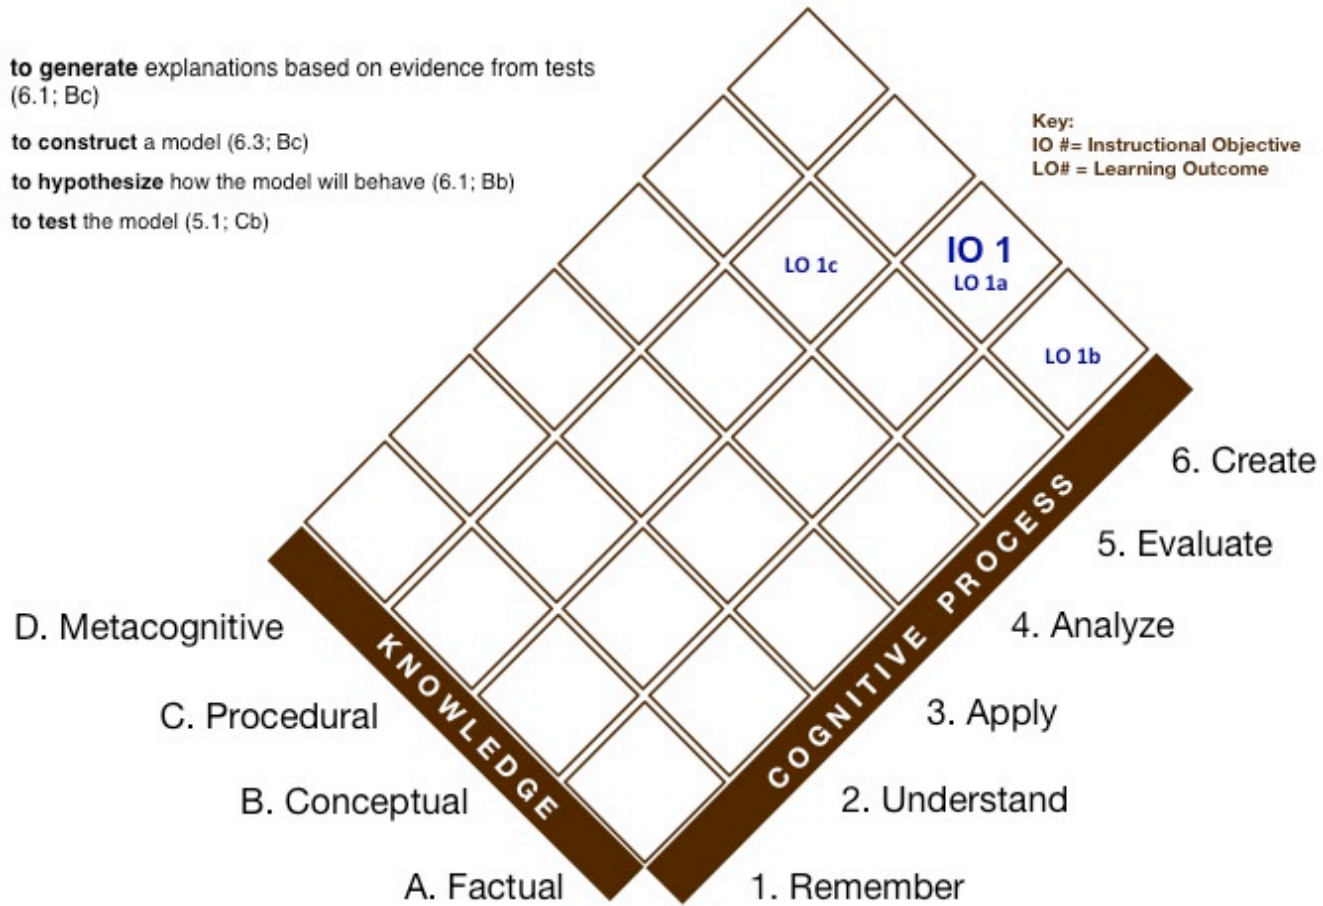 to generate explanations based on evidence from tests
(6.1; Bc)
to construct a model (6.3; Bc)
to hypothesize how the model will behave (6.1; Bb)
to test the model (5.1; Cb)
Key:
IO #= Instructional Objective
LO# = Learning Outcome
IO 1
LO 1a
LO 1c
LO 1b
6. Create
5. Evaluate
4. Analyze
3. Apply
2. Understand
1. Remember
COGNITIVE PROCESS
D. Metacognitive
C. Procedural
B. Conceptual
A. Factual
KNOWLEDGE